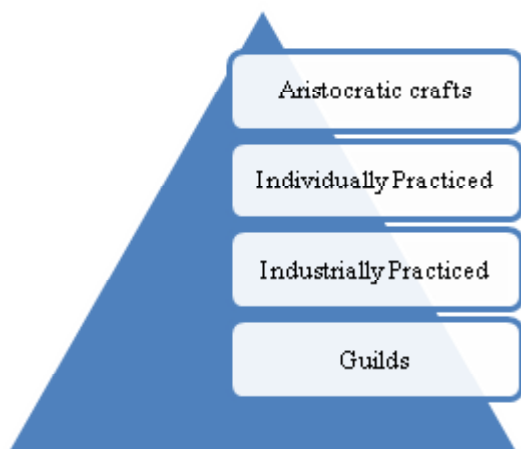 Aristocratic crafts
Individually Practiced
Industrially Practiced
Guilds